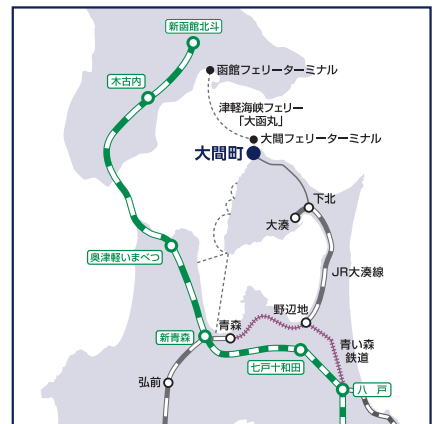 新函館北斗
函館フェリーターミナル
木古内
津軽海峡フェリー
「大函丸」
大間フェリーターミナル
大間町
下北
大湊
奥津軽いまべつ
JR大湊線
野辺地
青森
新青森
青い森
鉄道
七戸十和田
弘前
八戸